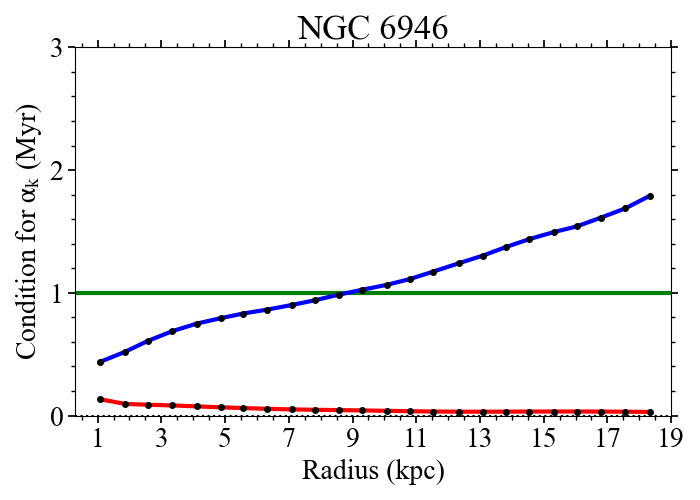 NGC 6946
Condition for αk (Myr)
3
2
1
0
1 3 5 7 9 11 13 15 17 19
Radius (kpc)